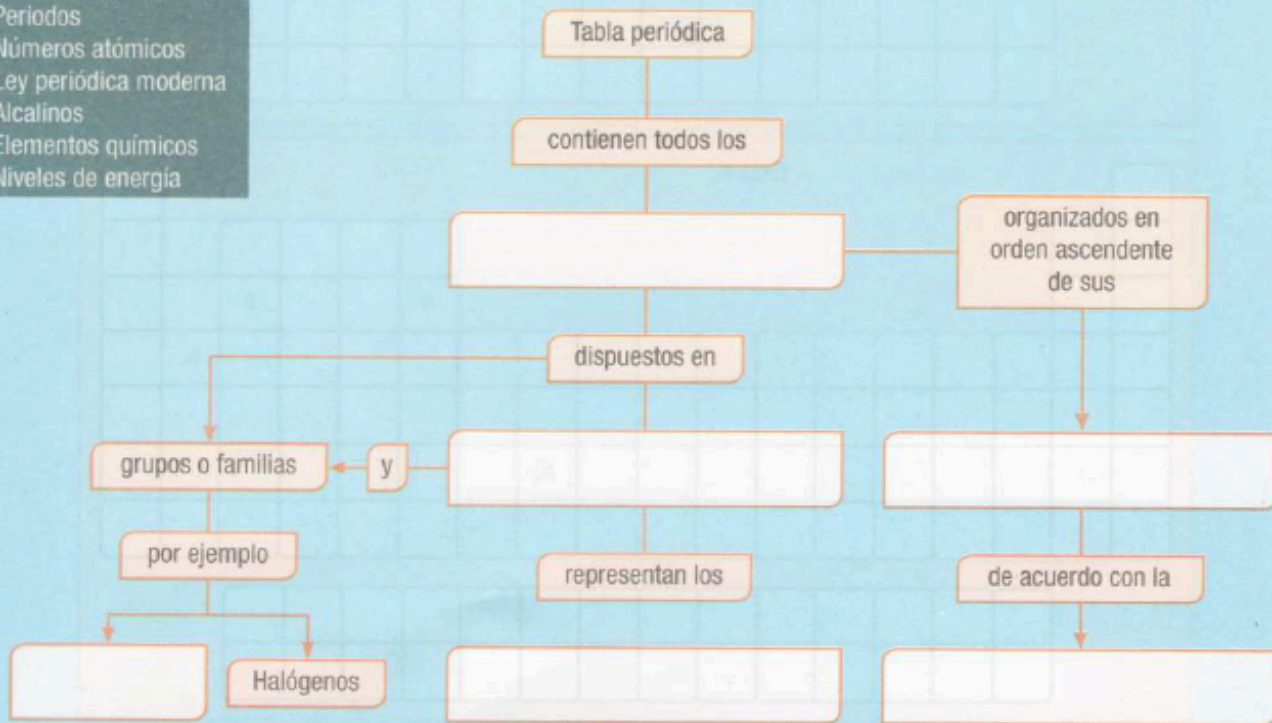 Periodos
Números atómicos
Ley periódica moderna
Alcalinos
Elementos químicos
Niveles de energía
Tabla periódica
contienen todos los
organizados en
orden ascendente
de sus
dispuestos en
grupos o familias
y
por ejemplo
representan los
de acuerdo con la
Halógenos